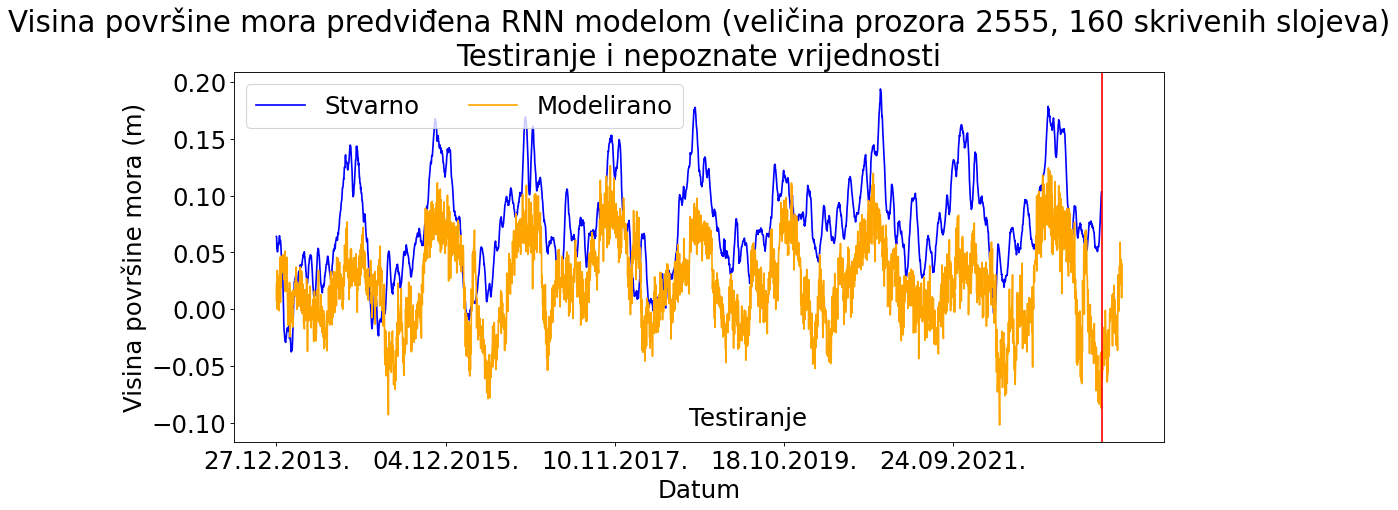 Visina površine mora predviđena RNN modelom (veličina prozora 2555, 160 skrivenih slojeva)
Testiranje i nepoznate vrijednosti
Stvarno
Modelirano
0.20
0.15
0.10
0.05
0.00
−0.05
−0.10
Visina površine mora (m)
Testiranje
27.12.2013.
04.12.2015.
10.11.2017.
18.10.2019.
24.09.2021.
Datum